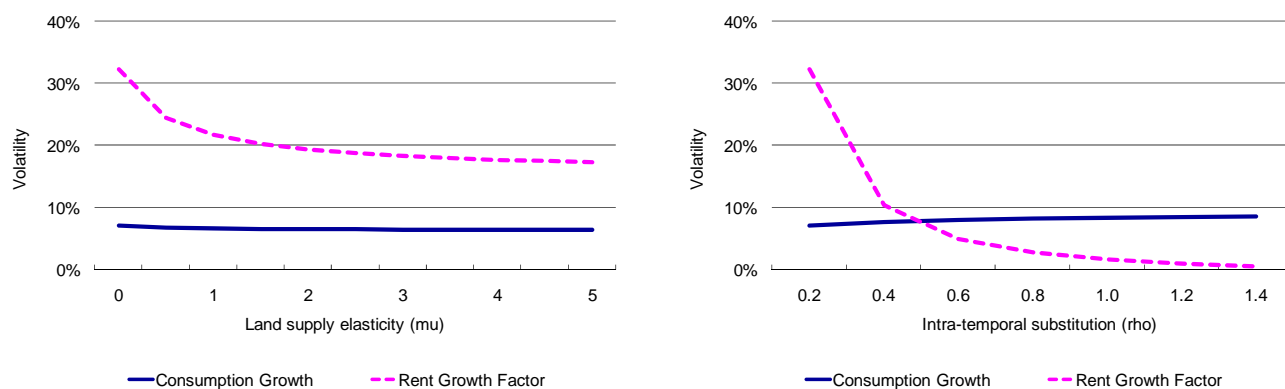 40%
30%
20%
10%
0%
Volatility
0 1 2 3 4 5
Land supply elasticity (mu)
Consumption Growth Rent Growth Factor
40%
30%
20%
10%
0%
Volatility
0.2 0.4 0.6 0.8 1.0 1.2 1.4
Intra-temporal substitution (rho)
Consumption Growth Rent Growth Factor